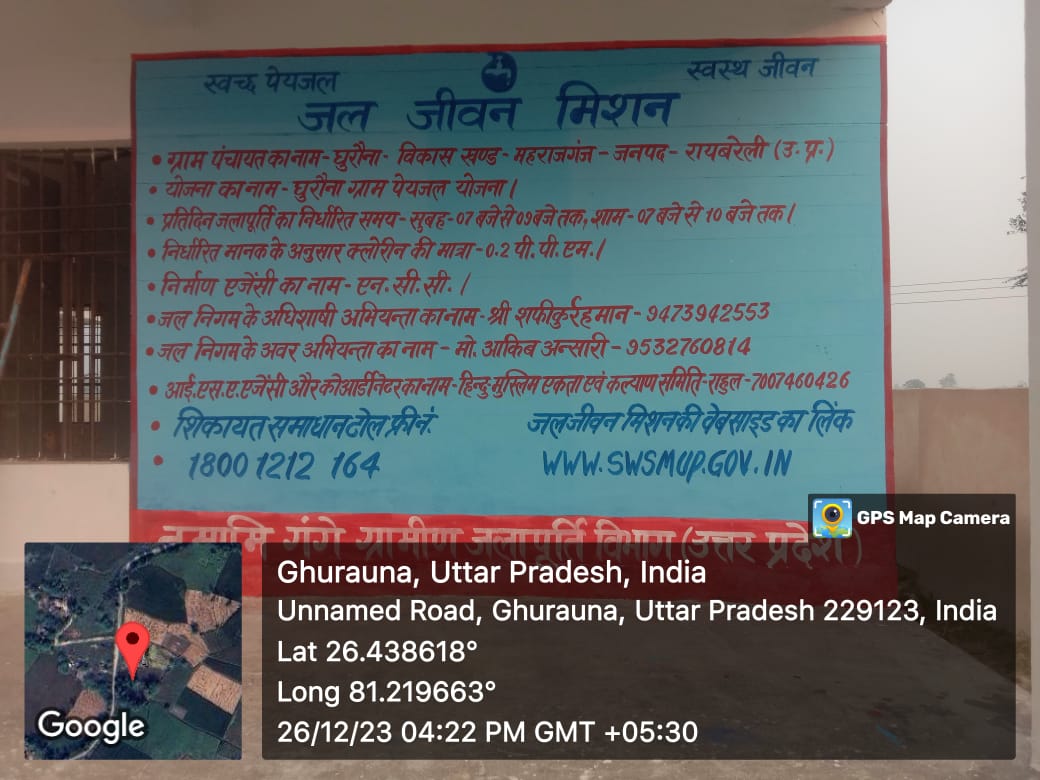 स्वच्छ पेयजल
स्वस्थ जीवन
जल जीवन मिशन
• ग्राम पंचायत का नाम - घुरौना - विकास खण्ड - महराजगंज - जनपद - रायबरेली (उ. प्र.)
• योजना का नाम - घुरौना ग्राम पेयजल योजना।
• प्रतिदिन जलापूर्ति का निर्धारित समय - सुबह - 07 बजे से 09 बजे तक, शाम - 07 बजे से 10 बजे तक।
• निर्धारित मानक के अनुसार क्लोरीन की मात्रा - 0.2 पी. पी. एम.।
• निर्माण एजेंसी का नाम - एन. सी. सी. ।
• जल निगम के अधिशाषी अभियन्ता का नाम - श्री शफीकुर्रहमान - 9473942553
• जल निगम के अवर अभियन्ता का नाम - मो. आकिब अन्सारी - 9532760814
• आई. एस. ए. एजेंसी और कोआर्डिनेटर का नाम - हिन्दु मुस्लिम एकता एवं कल्याण समिति - राहुल - 7007460426
• शिकायत समाधान टोल फ्री नं.
जल जीवन मिशन की वेबसाइड का लिंक
• 1800 1212 164
WWW.SWSMUP.GOV.IN
नमामि गंगे ग्रामीण जलापूर्ति विभाग (उत्तर प्रदेश)
GPS Map Camera
Ghurauna, Uttar Pradesh, India
Unnamed Road, Ghurauna, Uttar Pradesh 229123, India
Lat 26.438618°
Long 81.219663°
26/12/23 04:22 PM GMT +05:30
Google